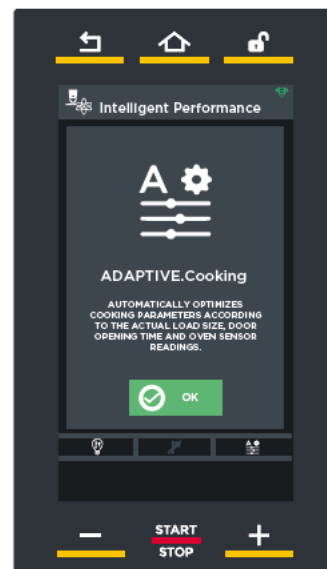 Intelligent Performance
A
ADAPTIVE.Cooking
AUTOMATICALLY OPTIMIZES
COOKING PARAMETERS ACCORDING
TO THE ACTUAL LOAD SIZE, DOOR
OPENING TIME AND OVEN SENSOR
READINGS.
OK
A
START
STOP